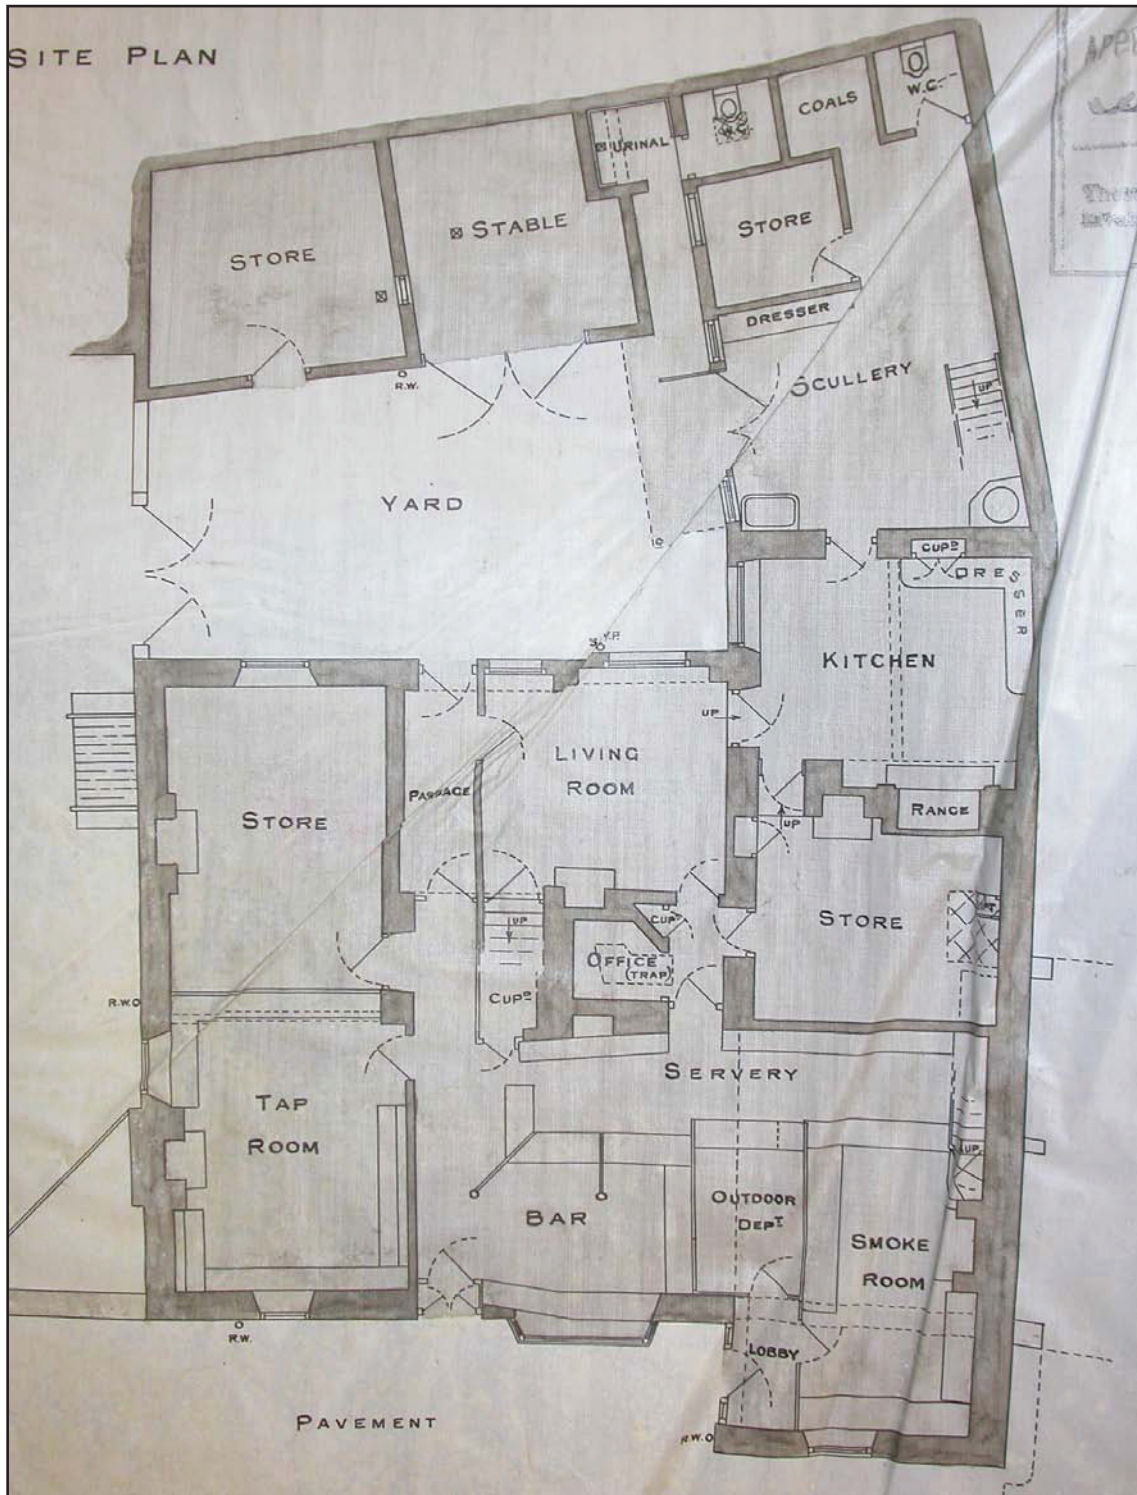 SITE PLAN
W.C.
COALS
URINAL
W.C.
STORE
STABLE
STORE
DRESSER
SCULLERY
UP
R.W.
YARD
CUPD
DRESSER
KITCHEN
UP
LIVING
ROOM
PASSAGE
RANGE
UP
STORE
STORE
UP
CUPD
OFFICE
(TRAP)
CUPD
R.W.O
SERVERY
TAP
ROOM
UP
OUTDOOR
DEPT
BAR
SMOKE
ROOM
LOBBY
R.W.
R.W.O
PAVEMENT